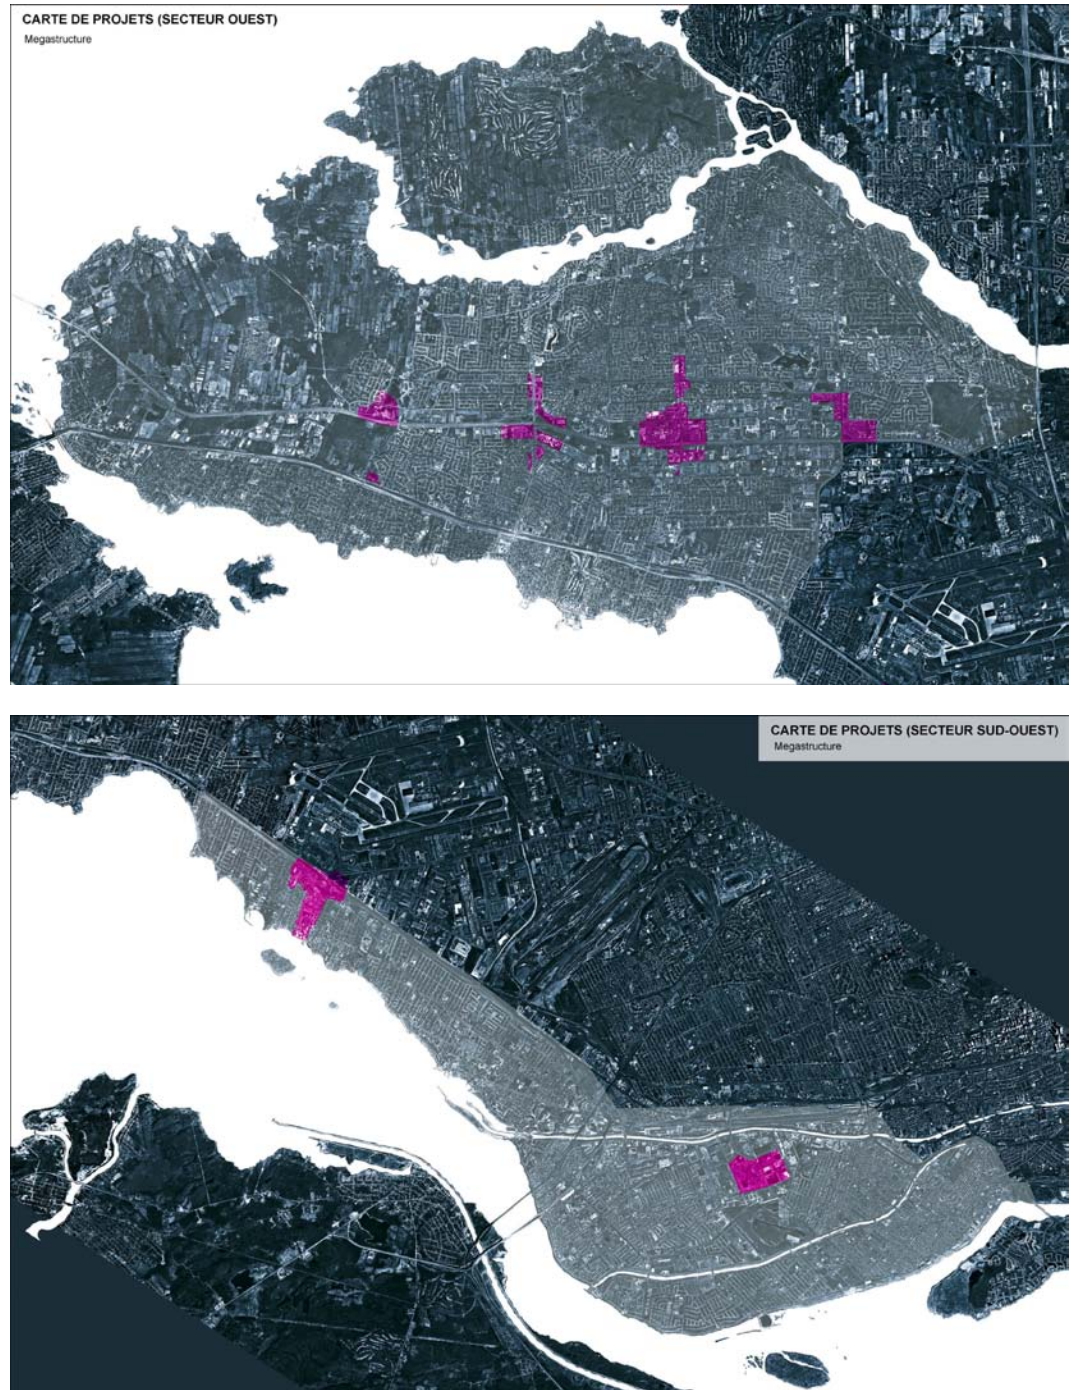 CARTE DE PROJETS (SECTEUR OUEST)
Megastructure
CARTE DE PROJETS (SECTEUR SUD-OUEST)
Megastructure